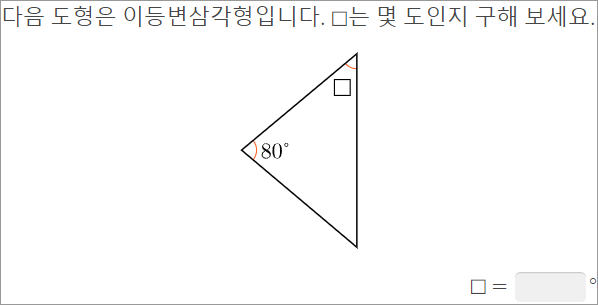 다음 도형은 이등변삼각형입니다. □는 몇 도인지 구해 보세요.
□
80°
□ = °